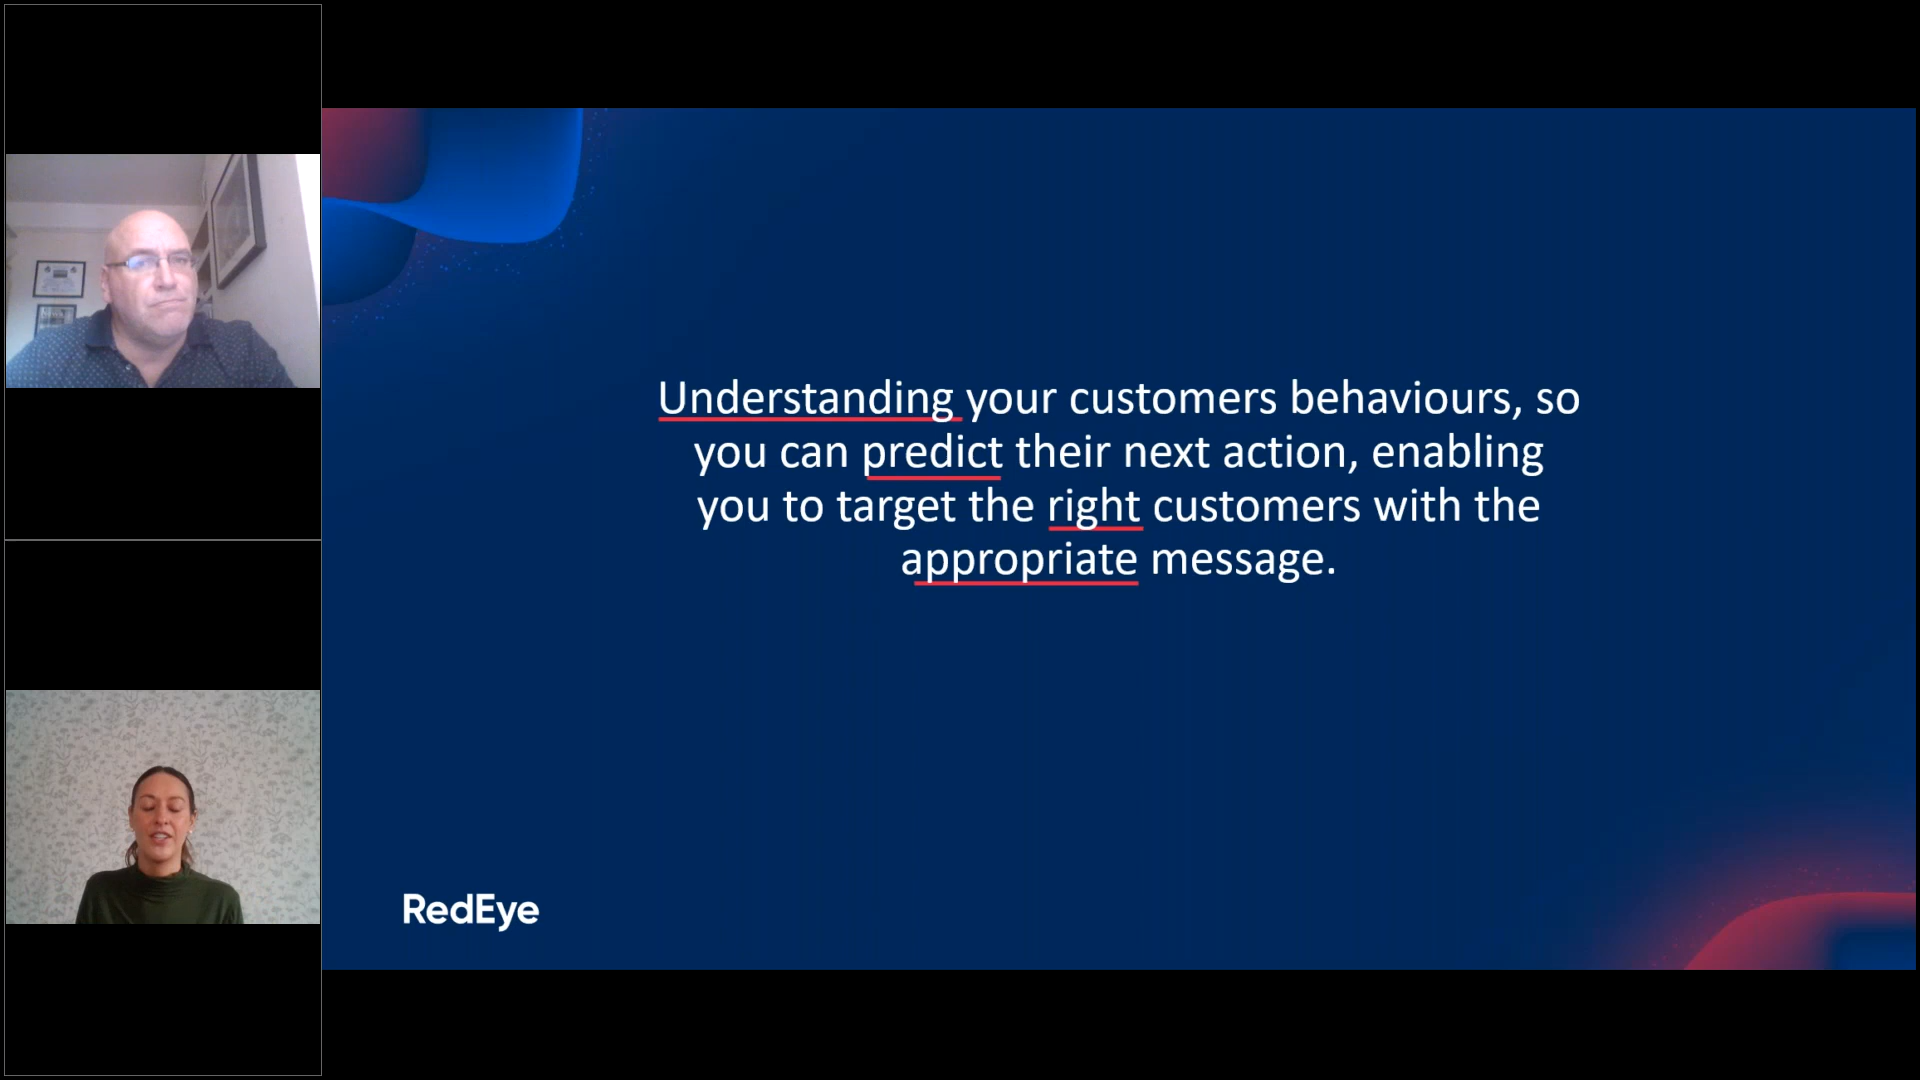 Understanding your customers behaviours, so
you can predict their next action, enabling
you to target the right customers with the
appropriate message.
RedEye